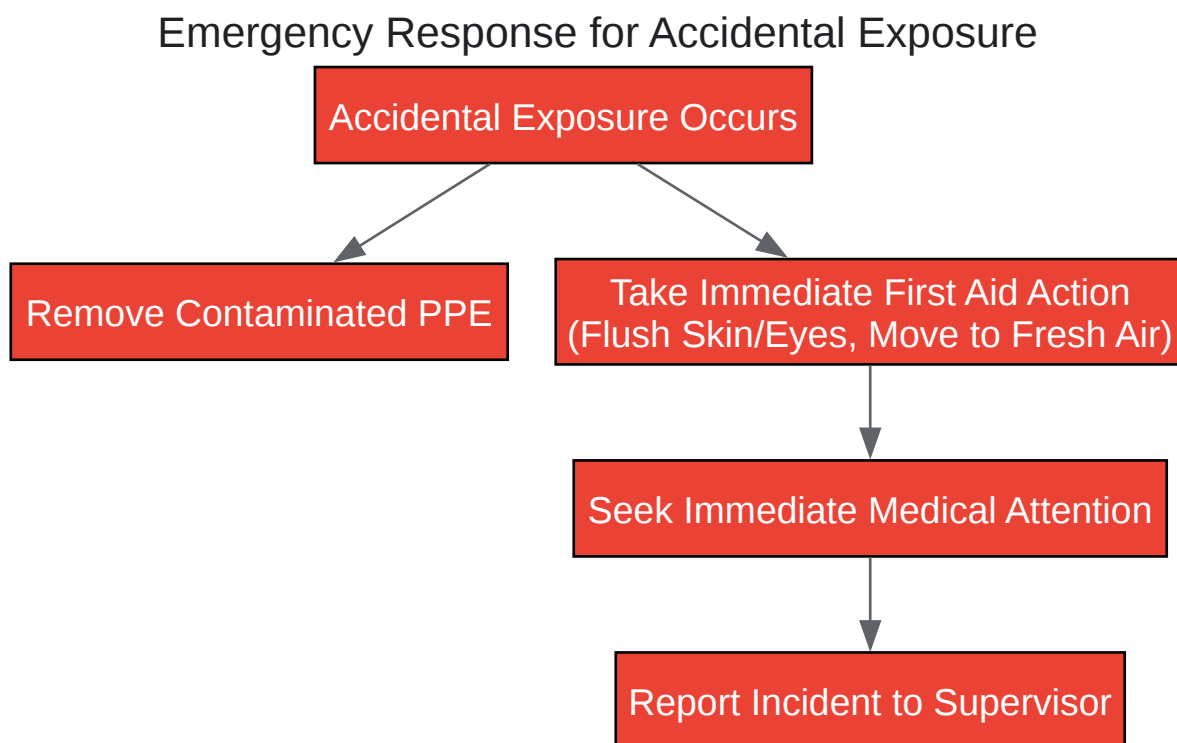 Emergency Response for Accidental Exposure
Accidental Exposure Occurs
Remove Contaminated PPE
Take Immediate First Aid Action
(Flush Skin/Eyes, Move to Fresh Air)
Seek Immediate Medical Attention
Report Incident to Supervisor